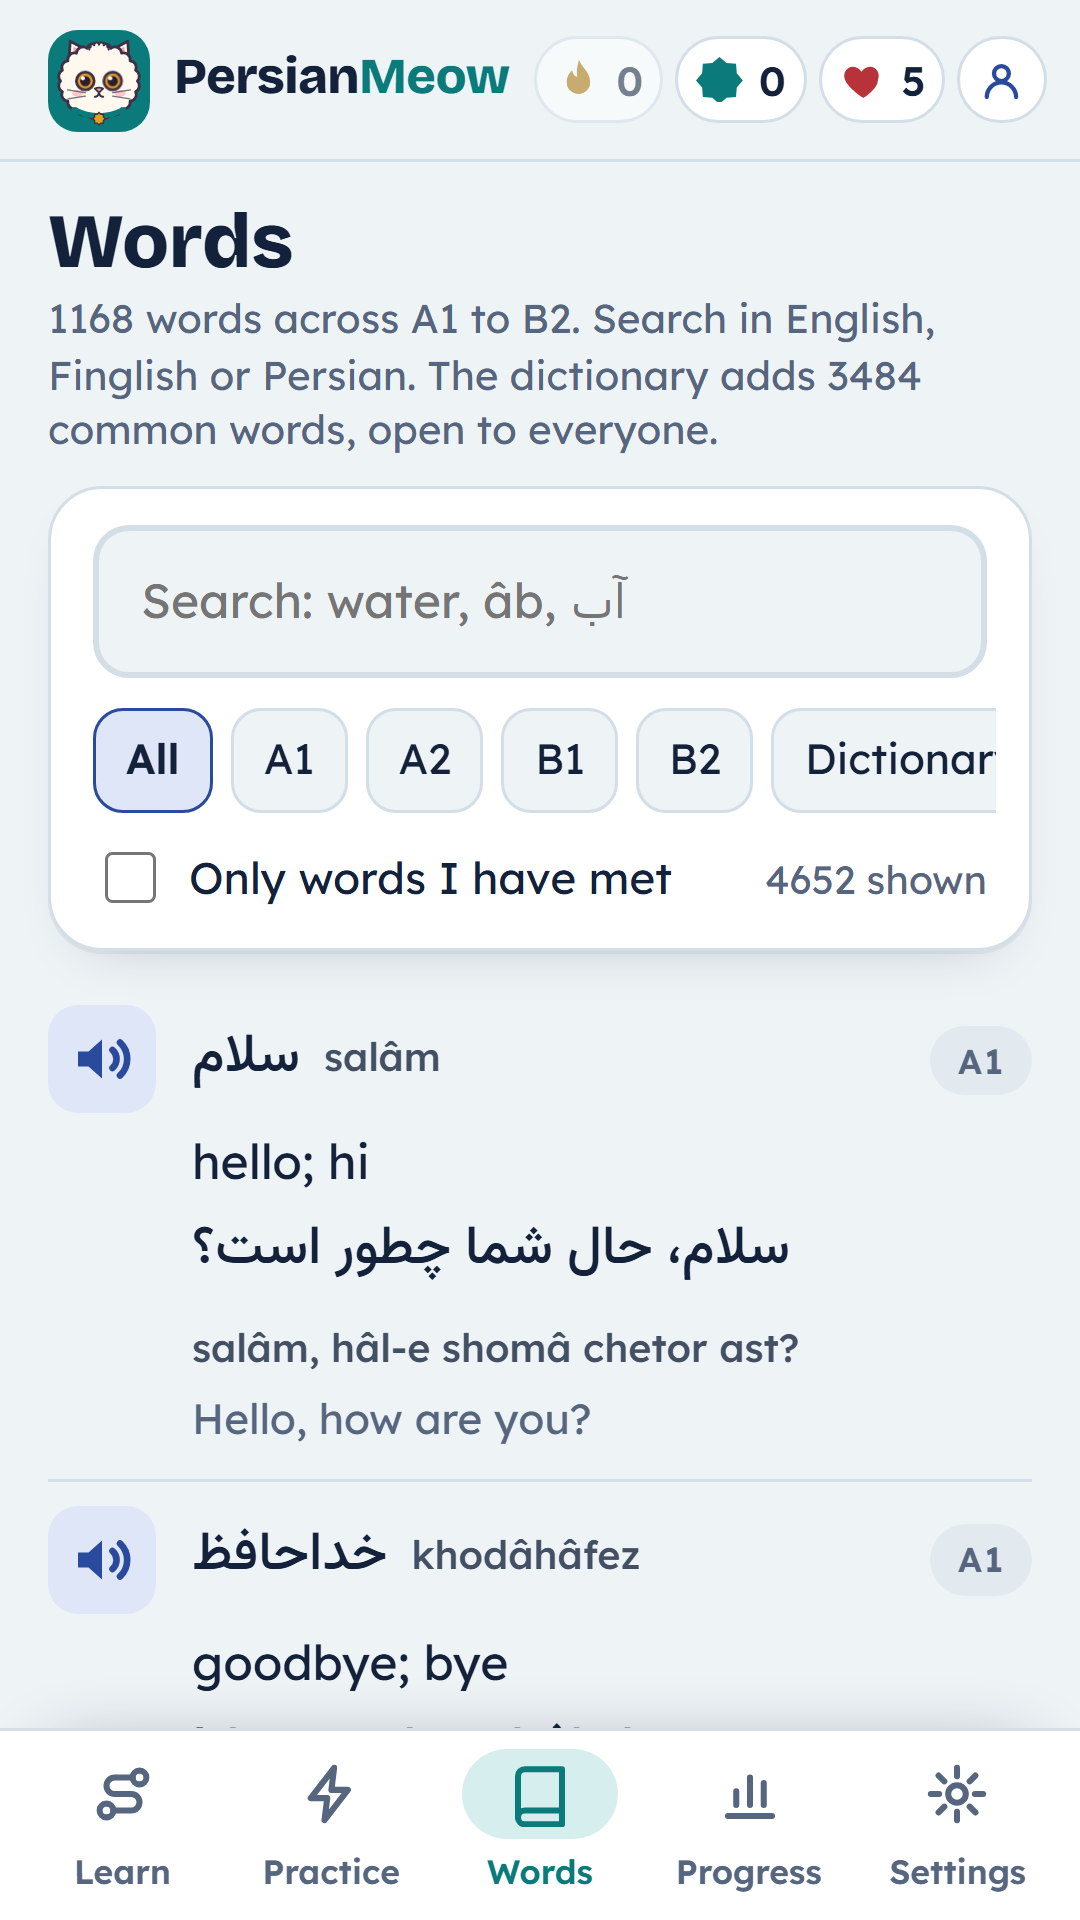 PersianMeow 0 0 5
Words
1168 words across A1 to B2. Search in English,
Finglish or Persian. The dictionary adds 3484
common words, open to everyone.
Search: water, âb, آب
All A1 A2 B1 B2 Dictionary
Only words I have met 4652 shown
سلام salâm A1
hello; hi
سلام، حال شما چطور است؟
salâm, hâl-e shomâ chetor ast?
Hello, how are you?
خداحافظ khodâhâfez A1
goodbye; bye
Learn Practice Words Progress Settings